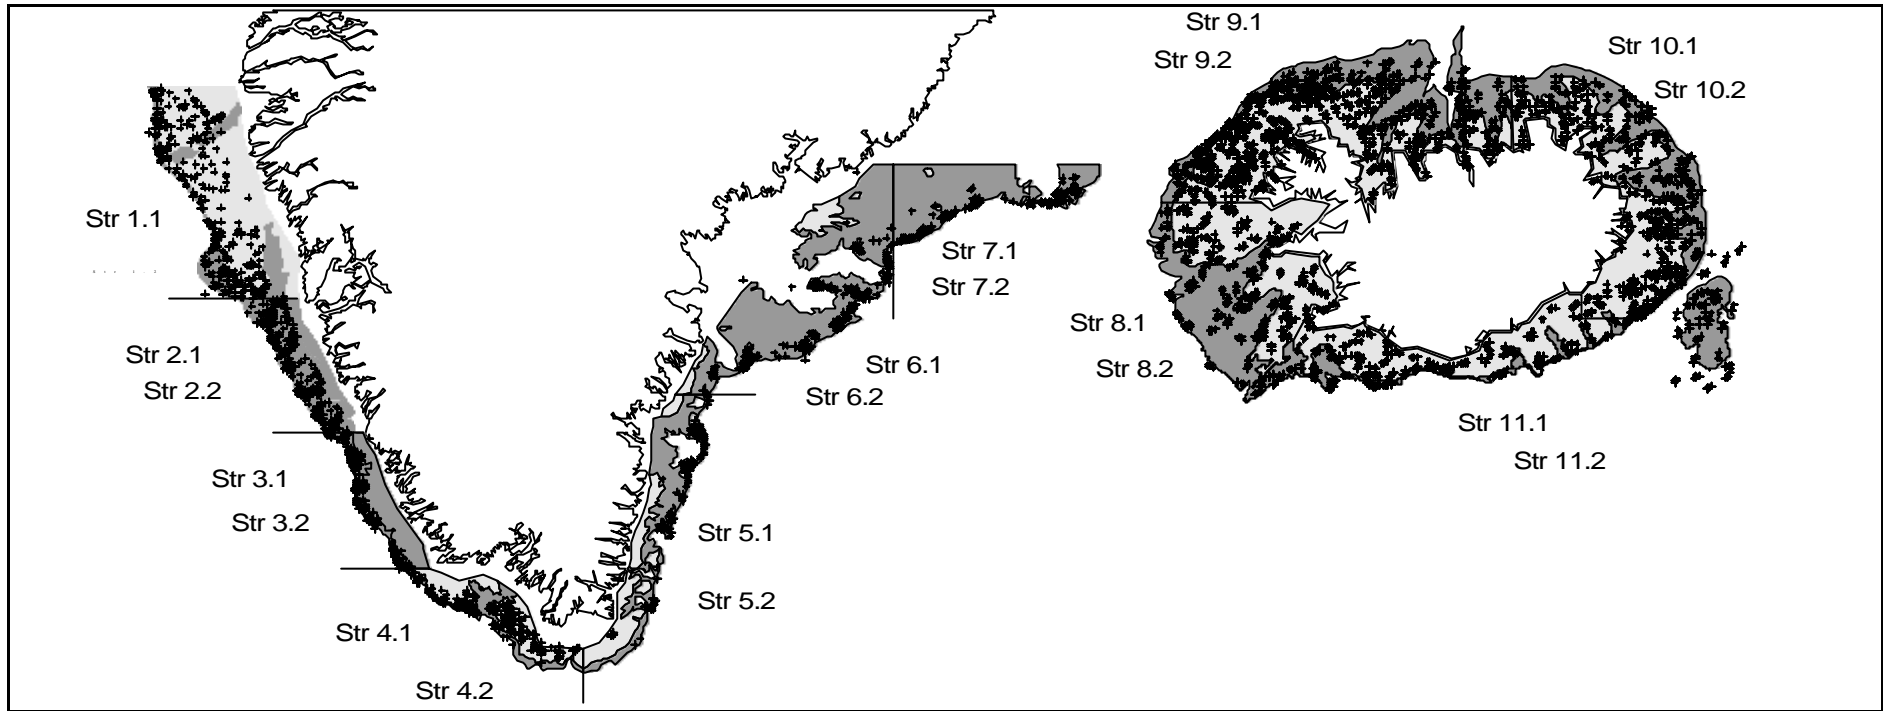 Str 1.1
Str 2.1
Str 2.2
Str 3.1
Str 3.2
Str 4.1
Str 4.2
Str 5.1
Str 5.2
Str 6.1
Str 6.2
Str 7.1
Str 7.2
Str 8.1
Str 8.2
Str 9.1
Str 9.2
Str 10.1
Str 10.2
Str 11.1
Str 11.2